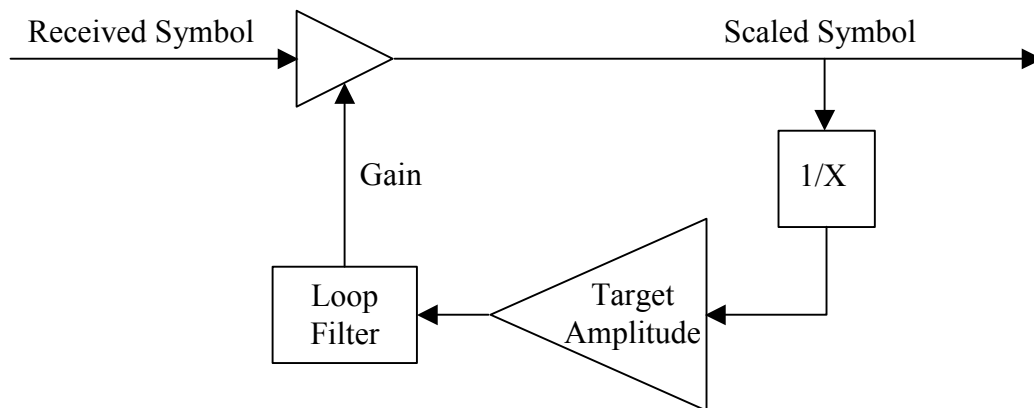 Received Symbol
Scaled Symbol
1/X
Gain
Target
Amplitude
Loop
Filter